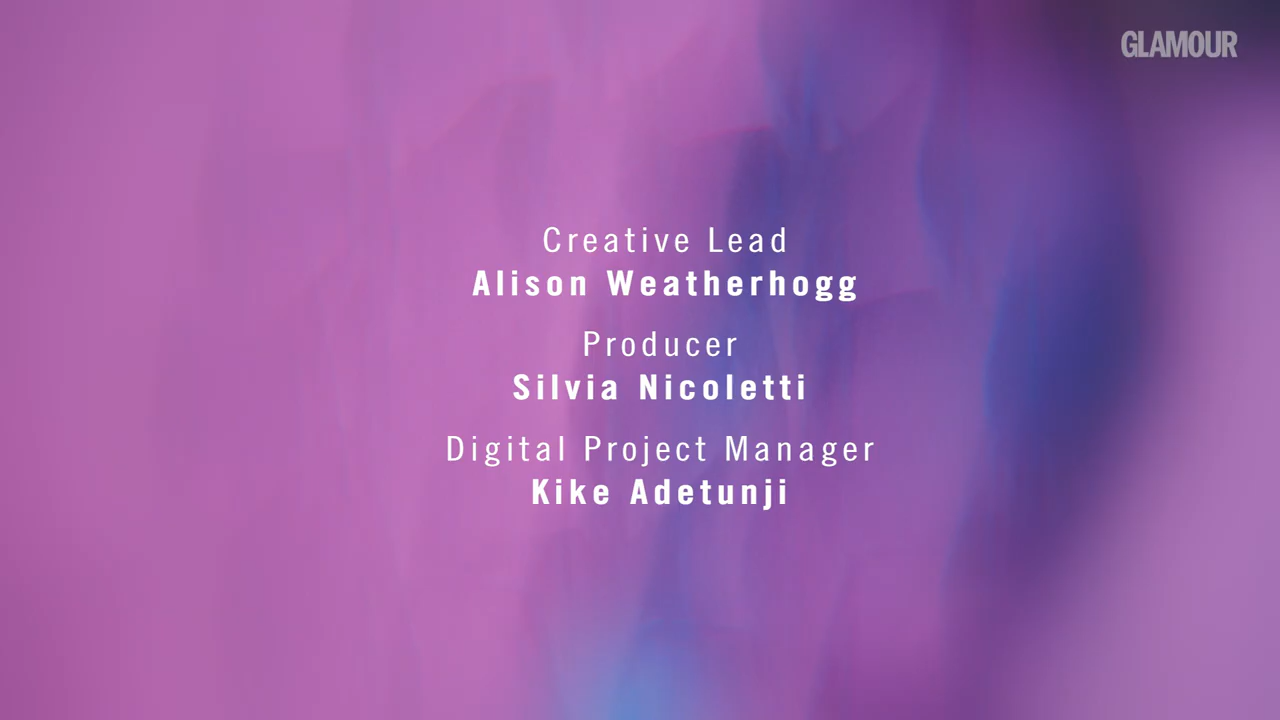 GLAMOUR
Creative Lead
Alison Weatherhogg
Producer
Silvia Nicoletti
Digital Project Manager
Kike Adetunji